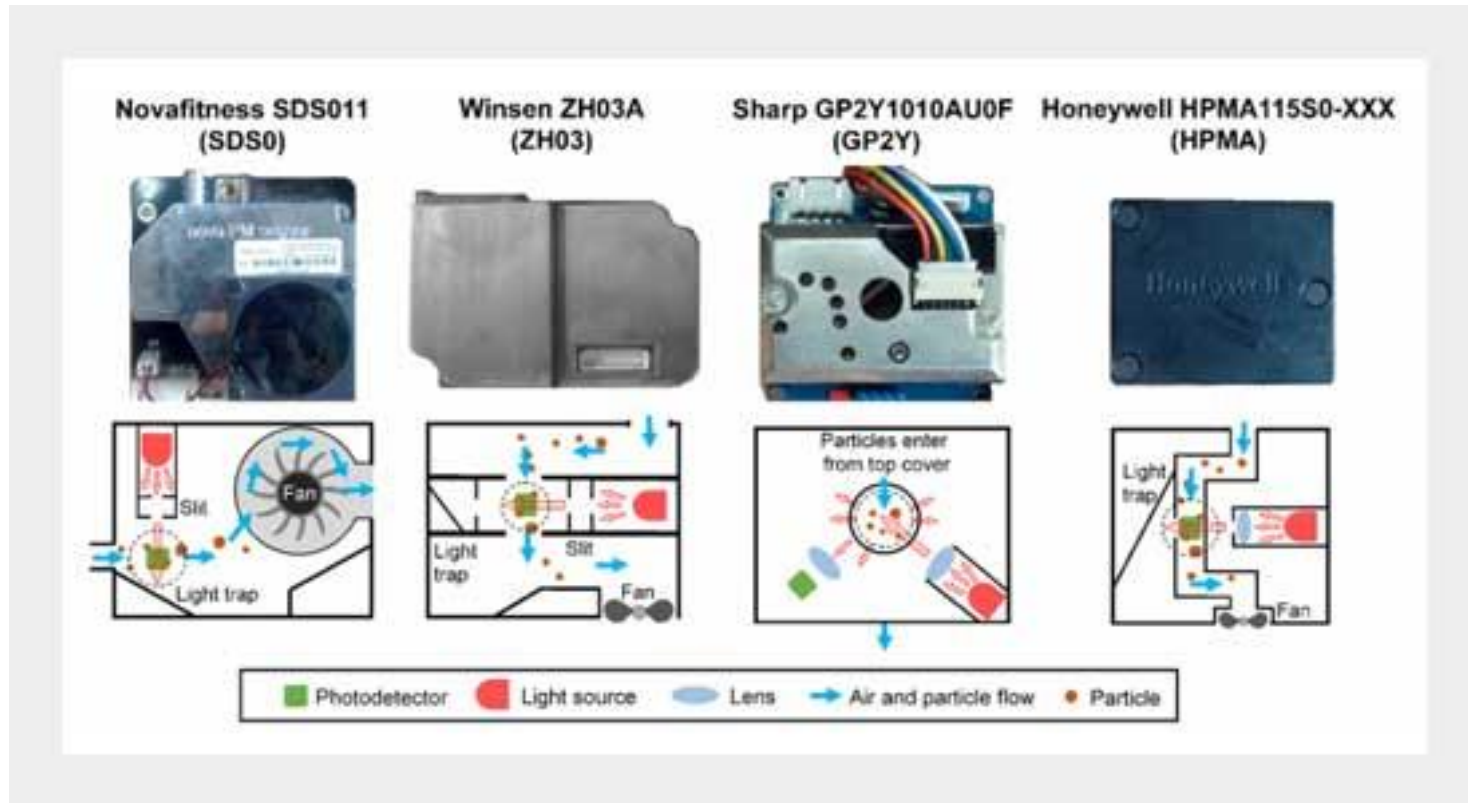 Novafitness SDS011
(SDS0)
Winsen ZH03A
(ZH03)
Sharp GP2Y1010AU0F
(GP2Y)
Honeywell HPMA115S0-XXX
(HPMA)
nova PM
Honeywell
Slit
Fan
Light trap
Light
trap
Slit
Fan
Particles enter
from top cover
Light
trap
Fan
Photodetector
Light source
Lens
Air and particle flow
Particle